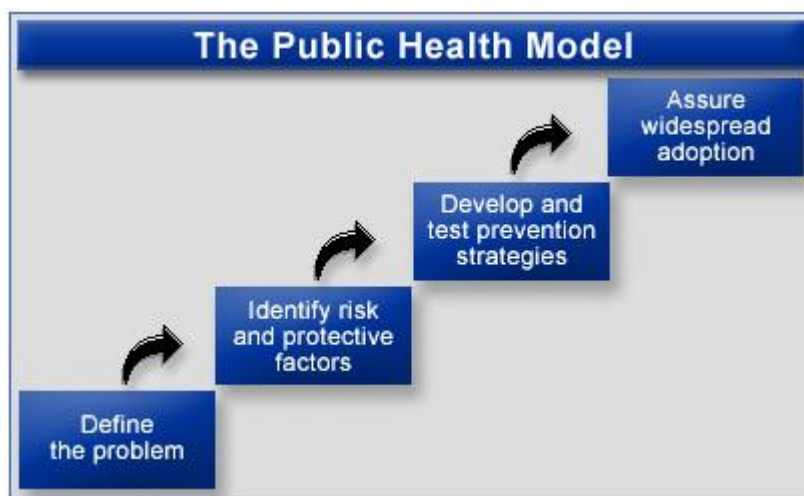 The Public Health Model
Assure
widespread
adoption
Develop and
test prevention
strategies
Identify risk
and protective
factors
Define
the problem